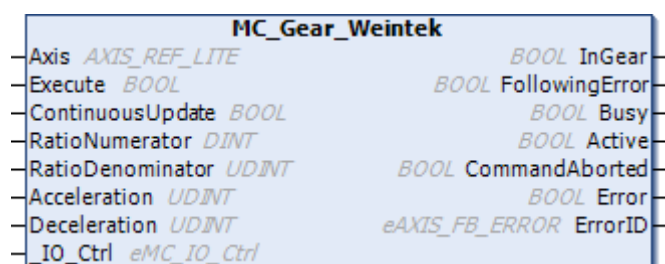 MC_Gear_Weintek
Axis AXIS_REF_LITE BOOL InGear
Execute BOOL BOOL FollowingError
ContinuousUpdate BOOL BOOL Busy
RatioNumerator DINT BOOL Active
RatioDenominator UDINT BOOL CommandAborted
Acceleration UDINT BOOL Error
Deceleration UDINT eAXIS_FB_ERROR ErrorID
_IO_Ctrl eMC_IO_Ctrl